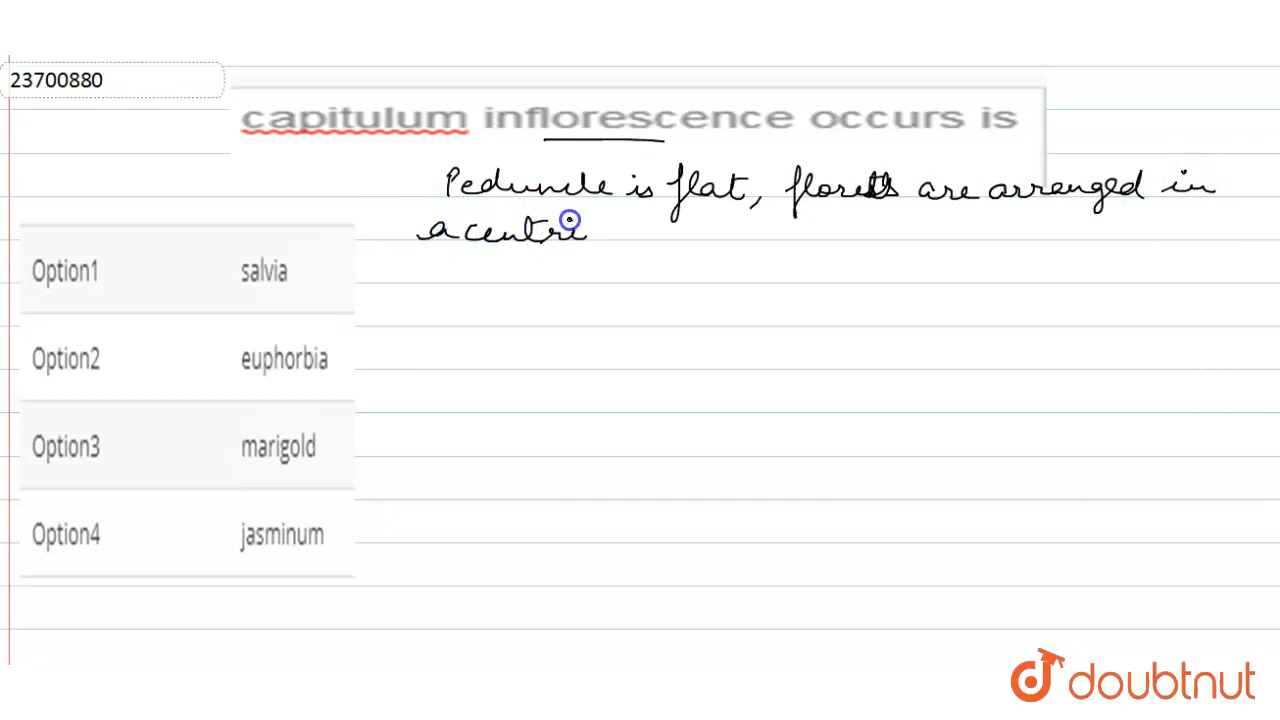 23700880
capitulum inflorescence occurs is
Peduncle is flat, florets are arranged in
a centre
Option1 salvia
Option2 euphorbia
Option3 marigold
Option4 jasminum
doubtnut